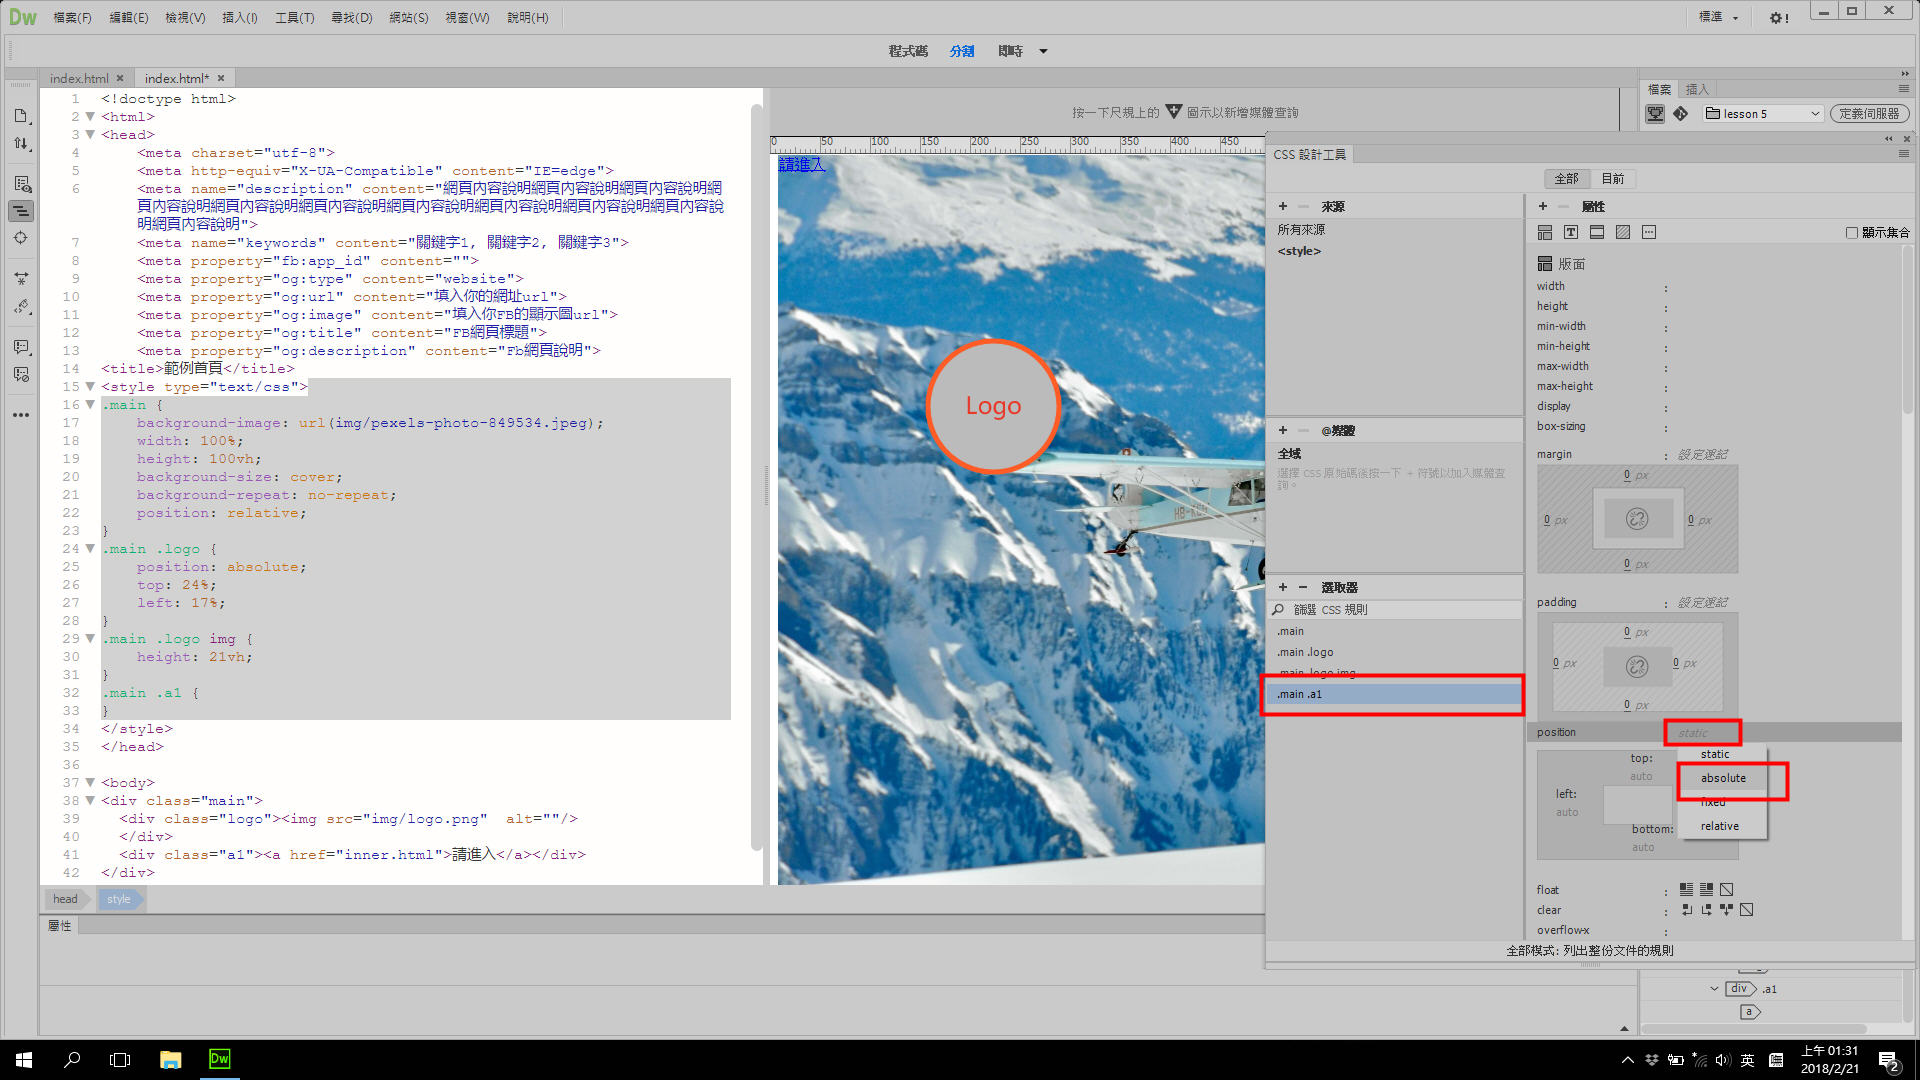 Dw 檔案(F) 編輯(E) 檢視(V) 插入(I) 工具(T) 尋找(D) 網站(S) 視窗(W) 說明(H) 標準
程式碼 分割 即時
index.html index.html*
1 <!doctype html>
2 <html>
3 <head>
4 <meta charset="utf-8">
5 <meta http-equiv="X-UA-Compatible" content="IE=edge">
6 <meta name="description" content="網頁內容說明網頁內容說明網頁內容說明網
頁內容說明網頁內容說明網頁內容說明網頁內容說明網頁內容說明網頁內容說明網頁內容說
明網頁內容說明">
7 <meta name="keywords" content="關鍵字1, 關鍵字2, 關鍵字3">
8 <meta property="fb:app_id" content="">
9 <meta property="og:type" content="website">
10 <meta property="og:url" content="填入你的網址url">
11 <meta property="og:image" content="填入你FB的顯示圖url">
12 <meta property="og:title" content="FB網頁標題">
13 <meta property="og:description" content="Fb網頁說明">
14 <title>範例首頁</title>
15 <style type="text/css">
16 .main {
17 background-image: url(img/pexels-photo-849534.jpeg);
18 width: 100%;
19 height: 100vh;
20 background-size: cover;
21 background-repeat: no-repeat;
22 position: relative;
23 }
24 .main .logo {
25 position: absolute;
26 top: 24%;
27 left: 17%;
28 }
29 .main .logo img {
30 height: 21vh;
31 }
32 .main .a1 {
33 }
34 </style>
35 </head>
36
37 <body>
38 <div class="main">
39 <div class="logo"><img src="img/logo.png" alt=""/>
40 </div>
41 <div class="a1"><a href="inner.html">請進入</a></div>
42 </div>
head style
屬性
按一下尺規上的 圖示以新增媒體查詢
0 50 100 150 200 250 300 350 400 450
請進入
Logo
檔案 插入
lesson 5 定義伺服器
CSS 設計工具
全部 目前
來源
所有來源
<style>
@媒體
全域
選擇 CSS 原始碼後按一下 + 符號以加入媒體查
詢。
選取器
篩選 CSS 規則
.main
.main .logo
.main .logo img
.main .a1
屬性
顯示集合
版面
width :
height :
min-width :
min-height :
max-width :
max-height :
display :
box-sizing :
margin : 設定速記
0 px
0 px 0 px
0 px
padding : 設定速記
0 px
0 px 0 px
0 px
position static
static
absolute
fixed
relative
top:
auto
left:
auto
bottom:
auto
float :
clear :
overflow-x :
全部模式: 列出整份文件的規則
div .a1
a
Dw
英
上午 01:31
2018/2/21
2